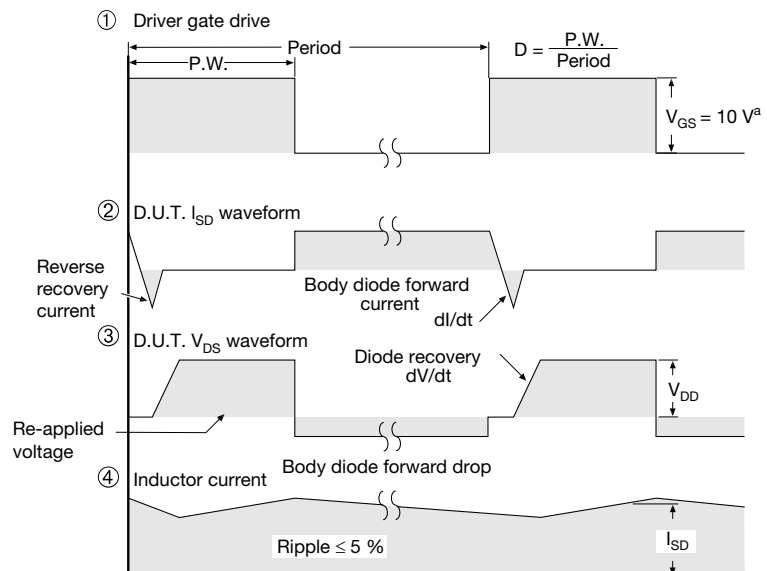 ① Driver gate drive
Period
P.W.
D = P.W. / Period
V_GS = 10 V^a
② D.U.T. I_SD waveform
Reverse
recovery
current
Body diode forward
current
dI/dt
③ D.U.T. V_DS waveform
Diode recovery
dV/dt
V_DD
Re-applied
voltage
Body diode forward drop
④ Inductor current
Ripple ≤ 5 %
I_SD